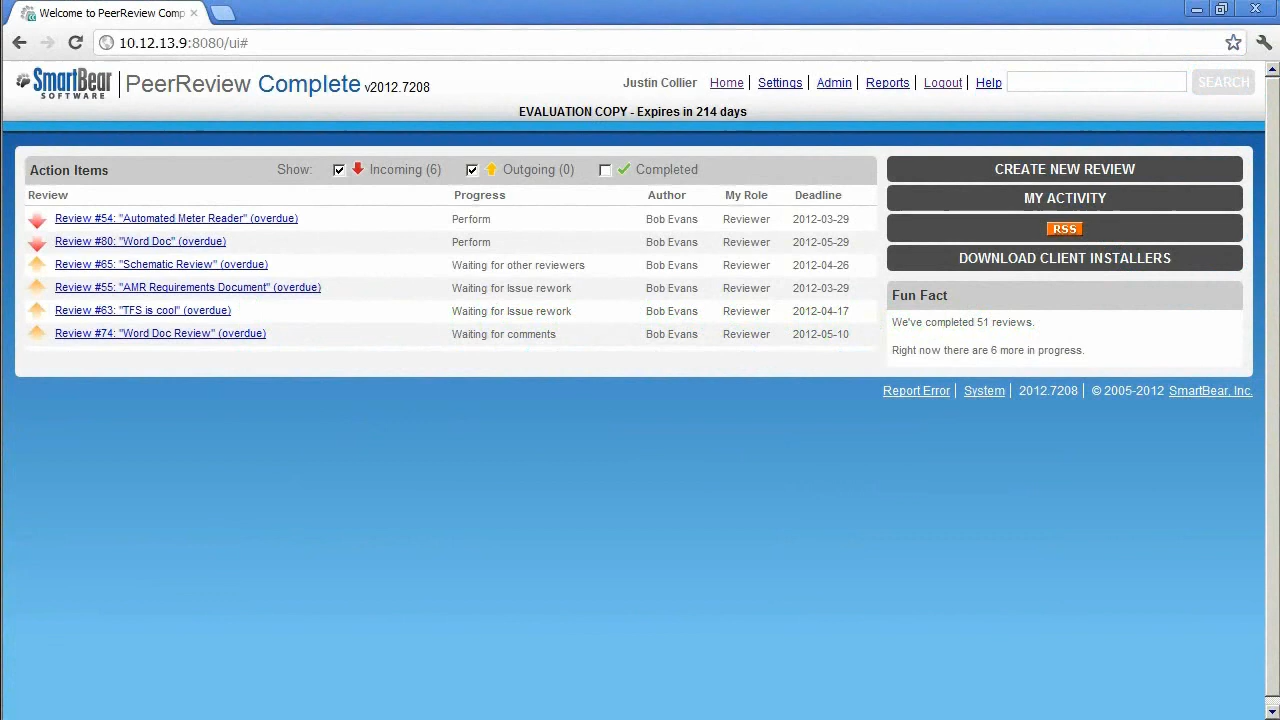 Welcome to PeerReview Comp
10.12.13.9:8080/ui#
SmartBear SOFTWARE PeerReview Complete v2012.7208
Justin Collier Home Settings Admin Reports Logout Help SEARCH
EVALUATION COPY - Expires in 214 days
Action Items Show: Incoming (6) Outgoing (0) Completed
Review Progress Author My Role Deadline
Review #54: "Automated Meter Reader" (overdue) Perform Bob Evans Reviewer 2012-03-29
Review #80: "Word Doc" (overdue) Perform Bob Evans Reviewer 2012-05-29
Review #65: "Schematic Review" (overdue) Waiting for other reviewers Bob Evans Reviewer 2012-04-26
Review #55: "AMR Requirements Document" (overdue) Waiting for Issue rework Bob Evans Reviewer 2012-03-29
Review #63: "TFS is cool" (overdue) Waiting for Issue rework Bob Evans Reviewer 2012-04-17
Review #74: "Word Doc Review" (overdue) Waiting for comments Bob Evans Reviewer 2012-05-10
CREATE NEW REVIEW
MY ACTIVITY
RSS
DOWNLOAD CLIENT INSTALLERS
Fun Fact
We've completed 51 reviews.
Right now there are 6 more in progress.
Report Error System 2012.7208 © 2005-2012 SmartBear, Inc.